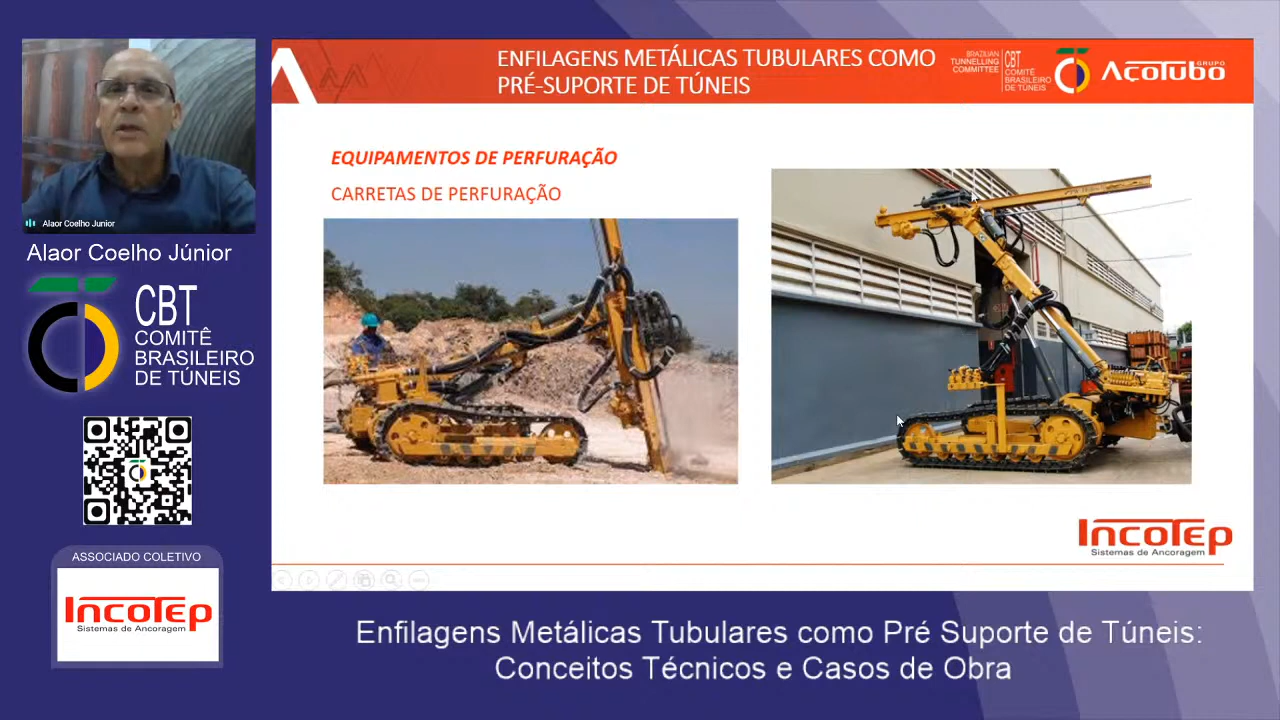 Alaor Coelho Junior
Alaor Coelho Júnior
CBT
COMITÊ
BRASILEIRO
DE TÚNEIS
ASSOCIADO COLETIVO
INCOTEP
Sistemas de Ancoragem
ENFILAGENS METÁLICAS TUBULARES COMO
PRÉ-SUPORTE DE TÚNEIS
BRAZILIAN
TUNNELLING
COMMITTEE
CBT
COMITÊ
BRASILEIRO
DE TÚNEIS
GRUPO
AÇOTUBO
EQUIPAMENTOS DE PERFURAÇÃO
CARRETAS DE PERFURAÇÃO
INCOTEP
Sistemas de Ancoragem
Enfilagens Metálicas Tubulares como Pré Suporte de Túneis:
Conceitos Técnicos e Casos de Obra